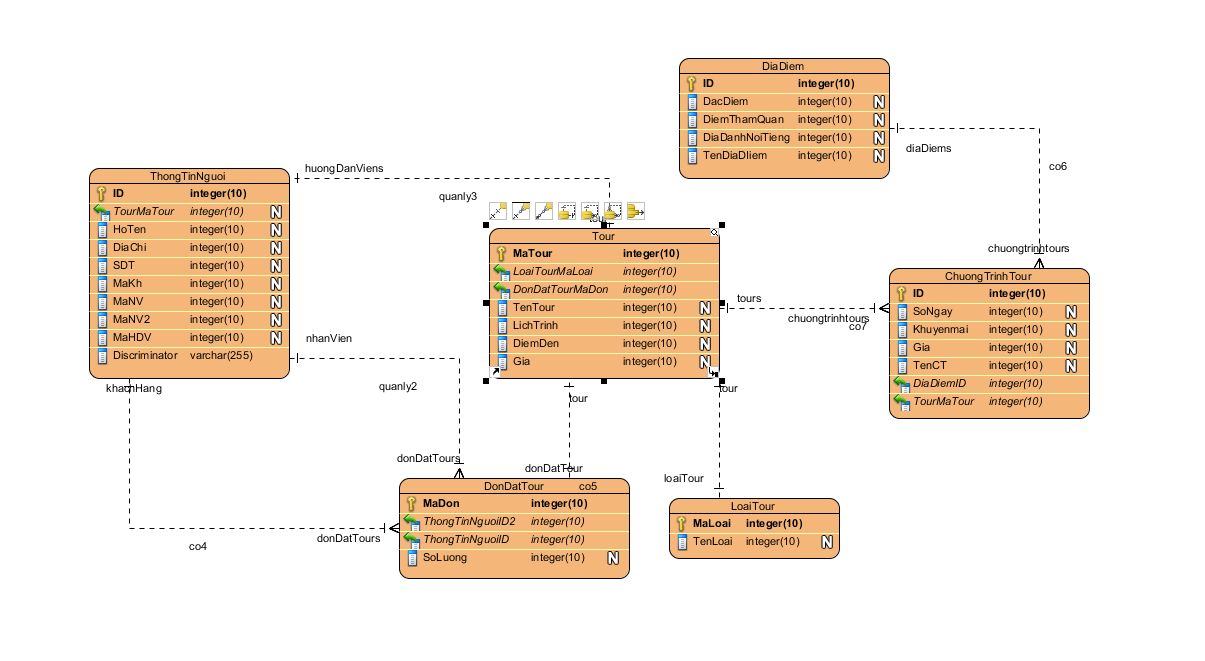 DiaDiem
ID integer(10)
DacDiem integer(10) N
DiemThamQuan integer(10) N
DiaDanhNoiTieng integer(10) N
TenDiaDIiem integer(10) N
diaDiems
co6
chuongtrinhtours
huongDanViens
quanly3
ThongTinNguoi
ID integer(10)
TourMaTour integer(10) N
HoTen integer(10) N
DiaChi integer(10) N
SDT integer(10) N
MaKh integer(10) N
MaNV integer(10) N
MaNV2 integer(10) N
MaHDV integer(10) N
Discriminator varchar(255)
khachHang
nhanVien
quanly2
Tour
MaTour integer(10)
LoaiTourMaLoai integer(10)
DonDatTourMaDon integer(10)
TenTour integer(10) N
LichTrinh integer(10) N
DiemDen integer(10) N
Gia integer(10) N
tours
chuongtrinhtours
co7
ChuongTrinhTour
ID integer(10)
SoNgay integer(10) N
Khuyenmai integer(10) N
Gia integer(10) N
TenCT integer(10) N
DiaDiemID integer(10)
TourMaTour integer(10)
tour
tour
donDatTours
donDatTour
loaiTour
DonDatTour co5
MaDon integer(10)
ThongTinNguoiID2 integer(10)
ThongTinNguoiID integer(10)
SoLuong integer(10) N
donDatTours
co4
LoaiTour
MaLoai integer(10)
TenLoai integer(10) N